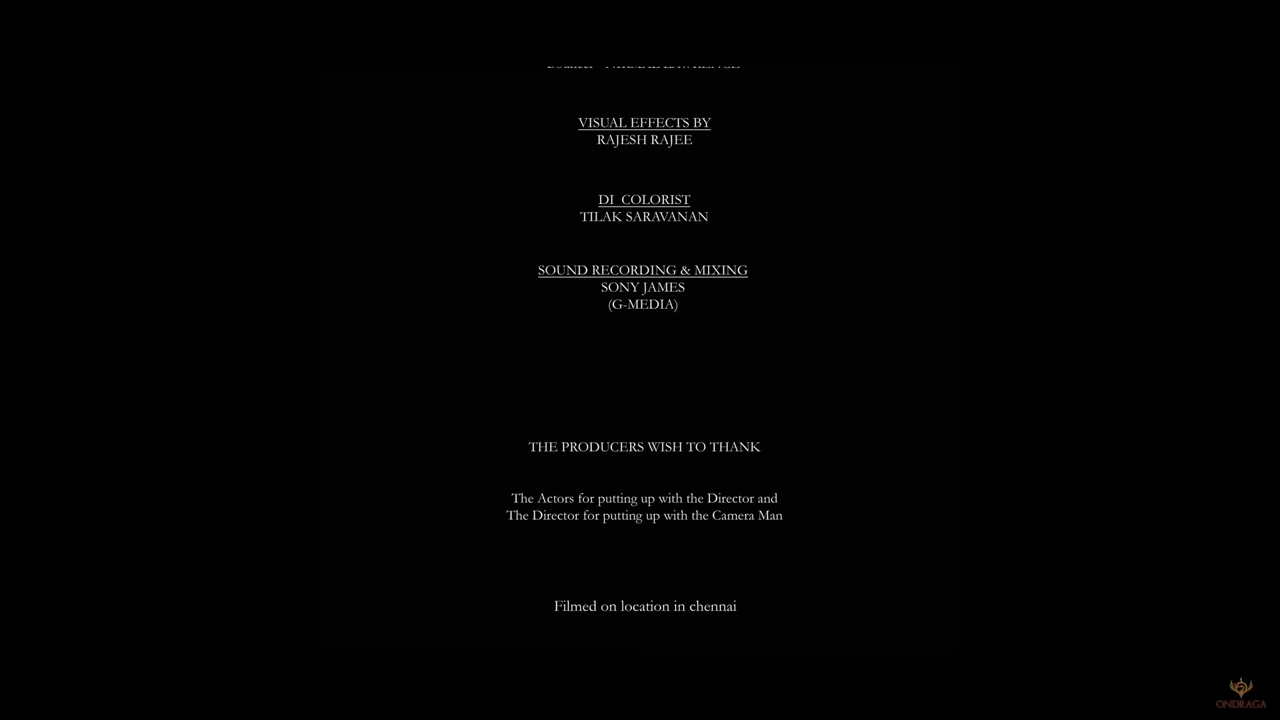 VISUAL EFFECTS BY
RAJESH RAJEE
DI COLORIST
TILAK SARAVANAN
SOUND RECORDING & MIXING
SONY JAMES
(G-MEDIA)
THE PRODUCERS WISH TO THANK
The Actors for putting up with the Director and
The Director for putting up with the Camera Man
Filmed on location in chennai
ONDRAGA